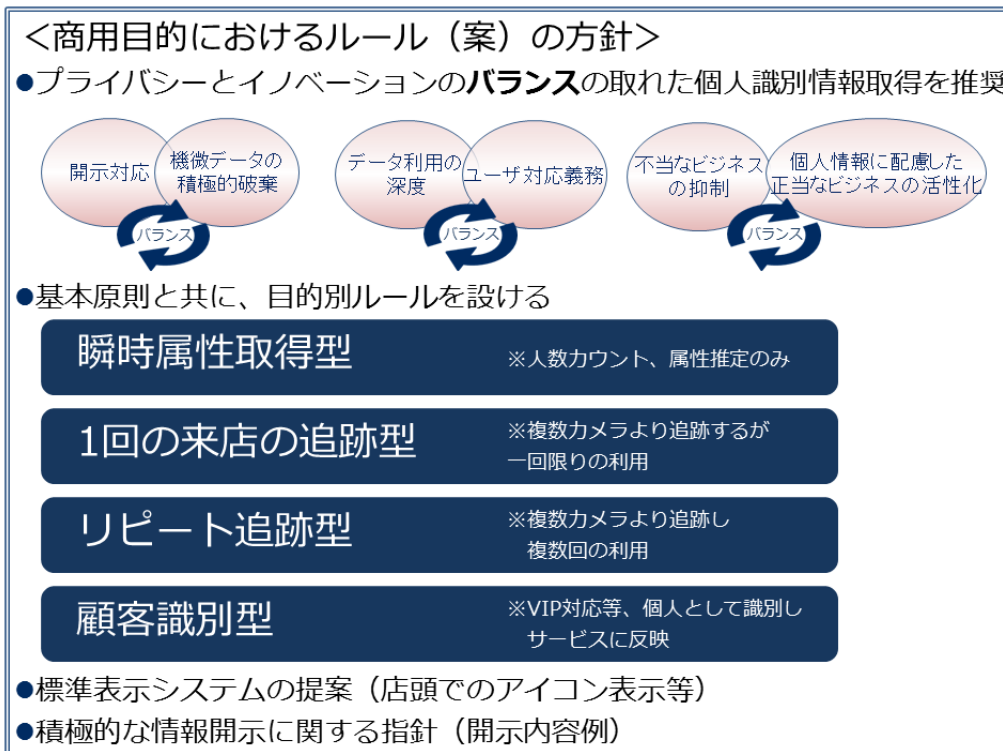 ＜商用目的におけるルール（案）の方針＞
●プライバシーとイノベーションのバランスの取れた個人識別情報取得を推奨
開示対応
機微データの
積極的破棄
バランス
データ利用の
深度
ユーザ対応義務
バランス
不当なビジネス
の抑制
個人情報に配慮した
正当なビジネスの活性化
バランス
●基本原則と共に、目的別ルールを設ける
瞬時属性取得型
※人数カウント、属性推定のみ
1回の来店の追跡型
※複数カメラより追跡するが
一回限りの利用
リピート追跡型
※複数カメラより追跡し
複数回の利用
顧客識別型
※VIP対応等、個人として識別し
サービスに反映
●標準表示システムの提案（店頭でのアイコン表示等）
●積極的な情報開示に関する指針（開示内容例）